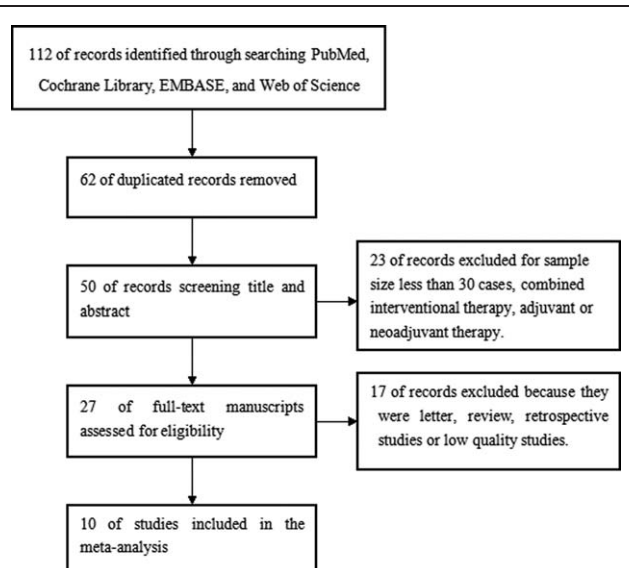 112 of records identified through searching PubMed,
Cochrane Library, EMBASE, and Web of Science
62 of duplicated records removed
50 of records screening title and
abstract
23 of records excluded for sample
size less than 30 cases, combined
interventional therapy, adjuvant or
neoadjuvant therapy.
27 of full-text manuscripts
assessed for eligibility
17 of records excluded because they
were letter, review, retrospective
studies or low quality studies.
10 of studies included in the
meta-analysis